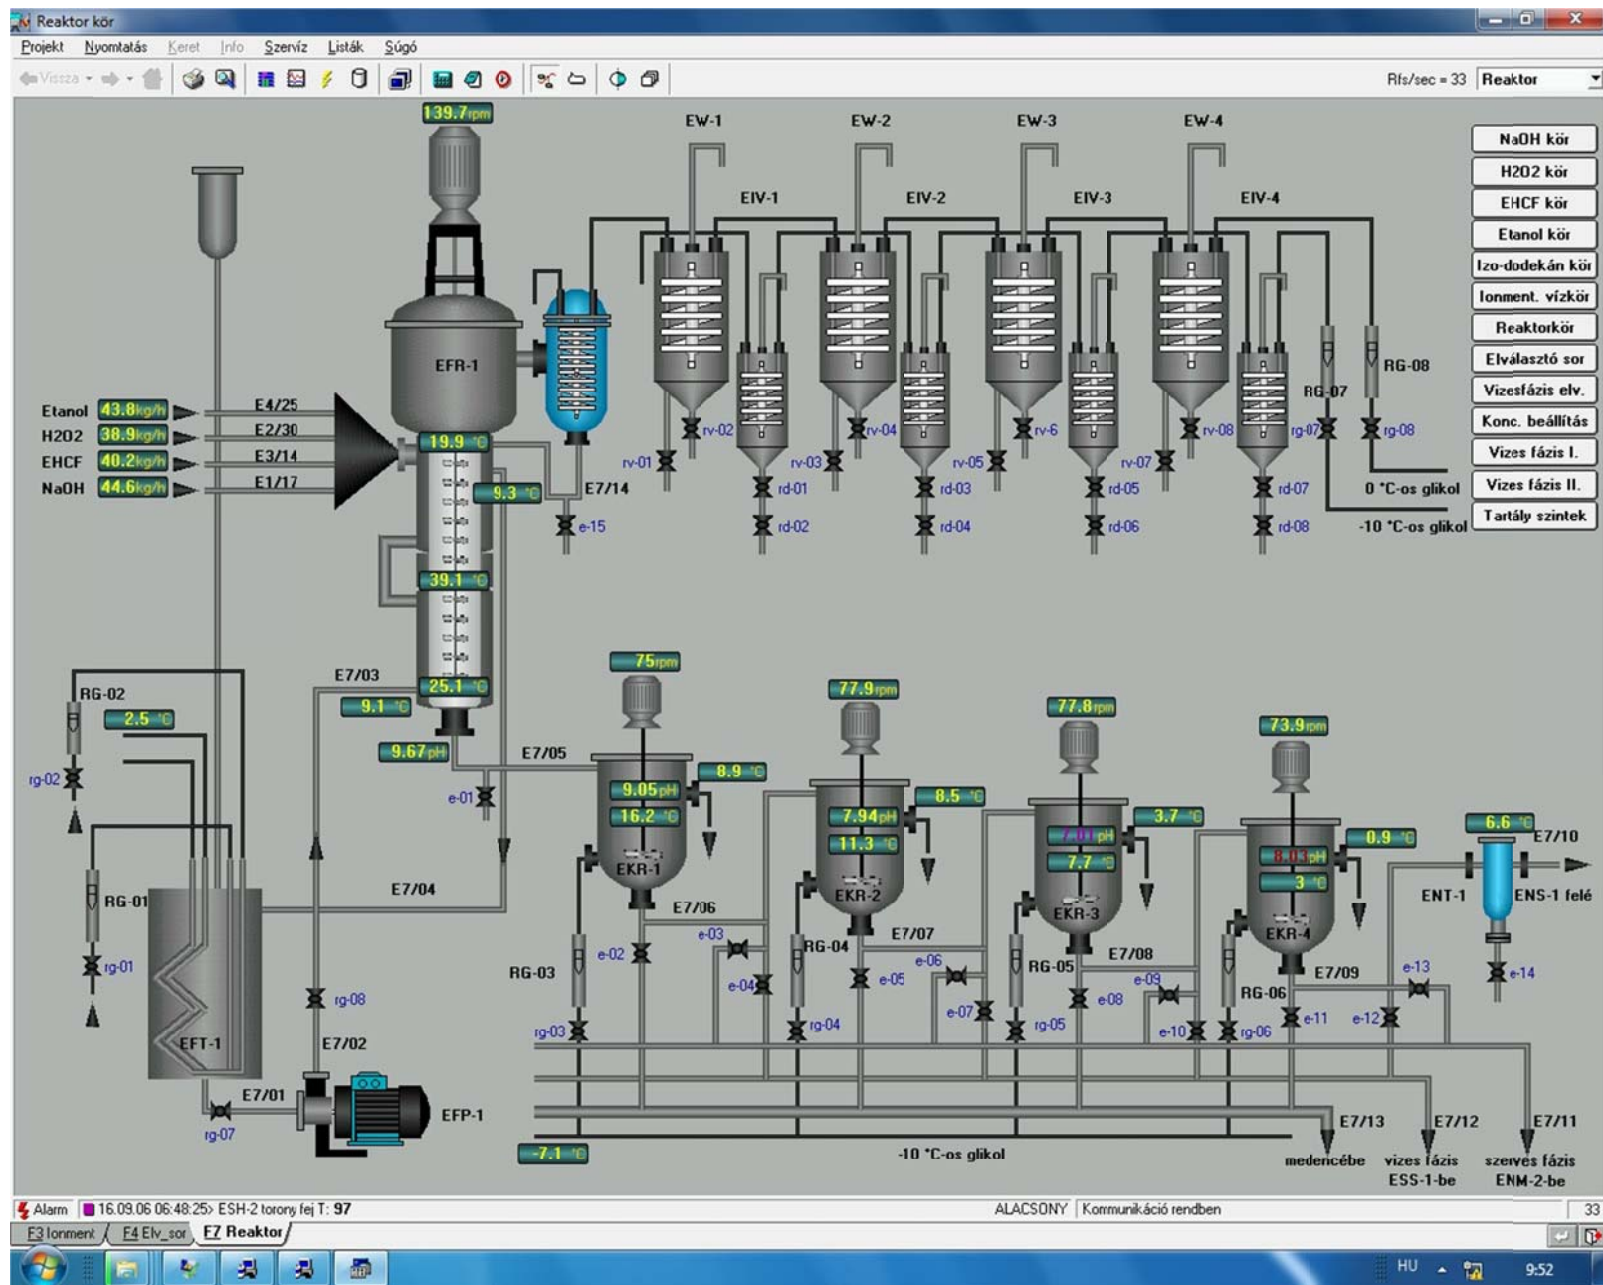 Reaktor kör
Projekt Nyomtatás Keret Info Szervíz Listák Súgó
Vissza Rfs/sec = 33 Reaktor
139.7 rpm
EW-1 EW-2 EW-3 EW-4
EIV-1 EIV-2 EIV-3 EIV-4
NaOH kör
H2O2 kör
EHCF kör
Etanol kör
Izo-dodekán kör
Ionment. vízkör
Reaktorkör
Elválasztó sor
Vizesfázis elv.
Konc. beállítás
Vizes fázis I.
Vizes fázis II.
Tartály szintek
EFR-1
RG-07 RG-08
Etanol 43.8 kg/h E4/25
H2O2 38.9 kg/h E2/30
EHCF 40.2 kg/h E3/14
NaOH 44.6 kg/h E1/17
19.9 °C
9.3 °C
E7/14
e-15
rv-01 rv-02 rv-03 rv-04 rv-05 rv-6 rv-07 rv-08 rg-07 rg-08
rd-01 rd-03 rd-05 rd-07
0 °C-os glikol
rd-02 rd-04 rd-06 rd-08
-10 °C-os glikol
39.1 °C
25.1 °C
E7/03
9.1 °C
9.67 pH
E7/05
e-01
RG-02
2.5 °C
rg-02
RG-01
rg-01
E7/04
EFT-1
rg-08
E7/02
E7/01
rg-07
EFP-1
75 rpm
77.9 rpm
77.8 rpm
73.9 rpm
9.05 pH
16.2 °C
8.9 °C
EKR-1
7.94 pH
11.3 °C
8.5 °C
EKR-2
7.01 pH
7.7 °C
3.7 °C
EKR-3
8.03 pH
3 °C
0.9 °C
EKR-4
6.6 °C
E7/10
ENT-1 ENS-1 felé
E7/06 E7/07 E7/08 E7/09
e-02 e-03 e-04 e-05 e-06 e-07 e-08 e-09 e-10 e-11 e-12 e-13 e-14
RG-03 RG-04 RG-05 RG-06
rg-03 rg-04 rg-05 rg-06
E7/13 E7/12 E7/11
-7.1 °C
-10 °C-os glikol
medencébe
vizes fázis
ESS-1-be
szerves fázis
ENM-2-be
Alarm 16.09.06 06:48:25> ESH-2 torony fej T: 97 ALACSONY Kommunikáció rendben 33
F3 Ionment F4 Elv_sor F7 Reaktor
HU 9:52